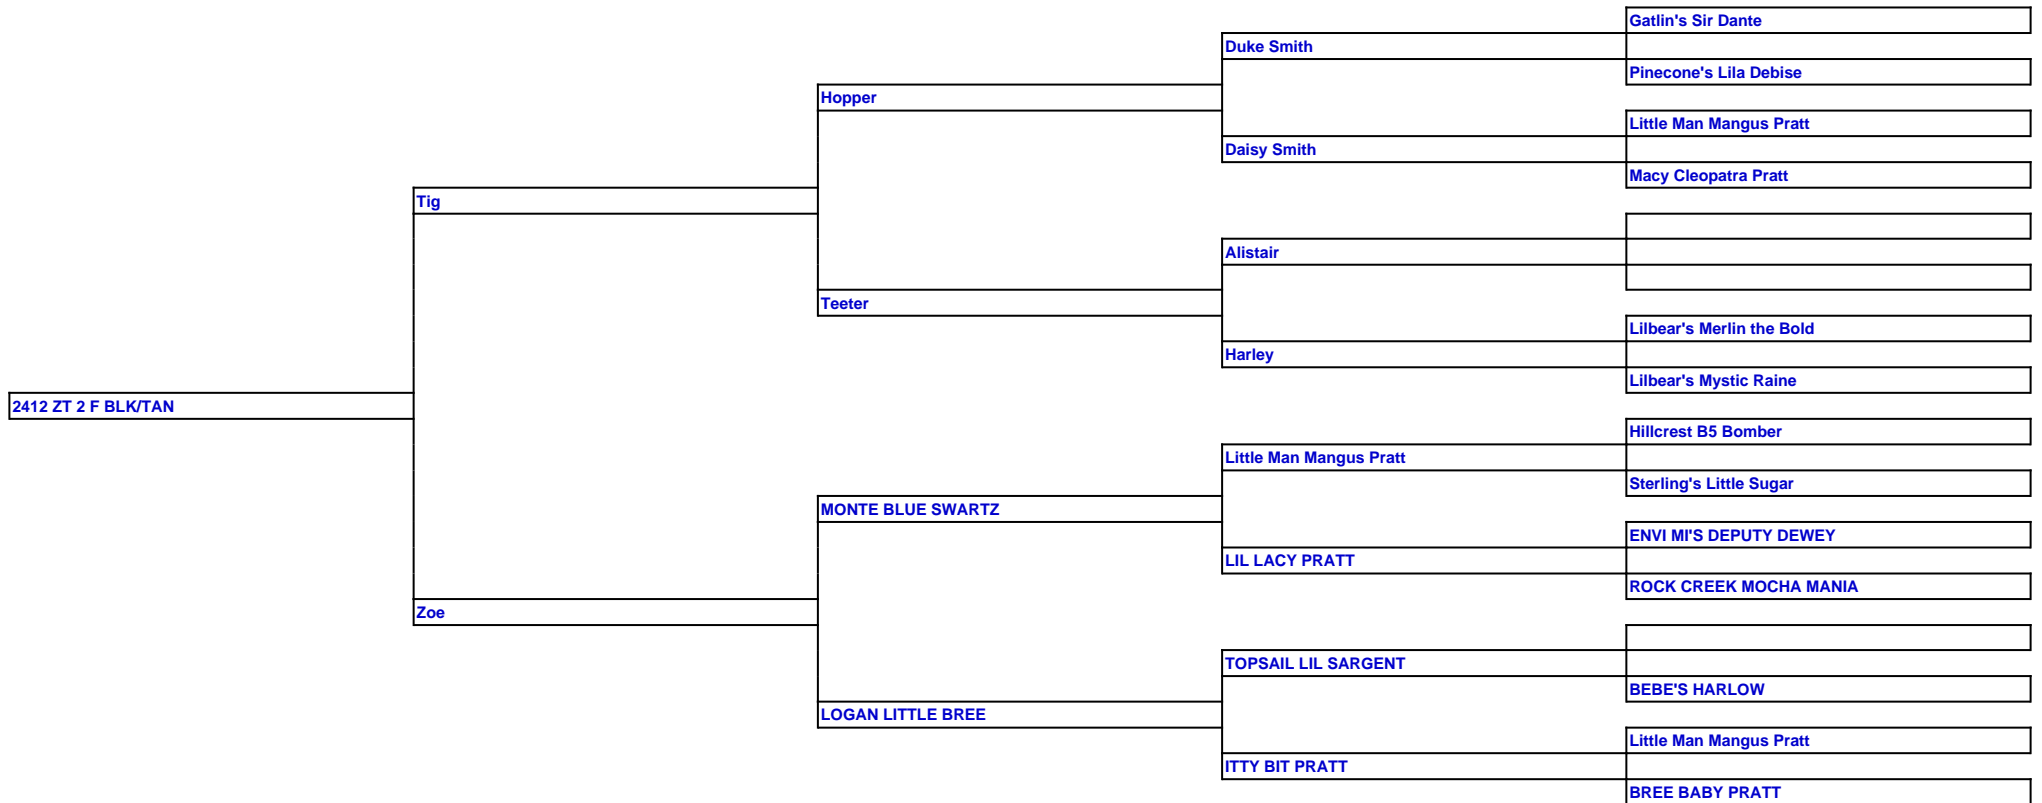 Gatlin's Sir Dante
Duke Smith
Pinecone's Lila Debise
Hopper
Little Man Mangus Pratt
Daisy Smith
Macy Cleopatra Pratt
Tig
Alistair
Teeter
Lilbear's Merlin the Bold
Harley
Lilbear's Mystic Raine
2412 ZT 2 F BLK/TAN
Hillcrest B5 Bomber
Little Man Mangus Pratt
Sterling's Little Sugar
MONTE BLUE SWARTZ
ENVI MI'S DEPUTY DEWEY
LIL LACY PRATT
ROCK CREEK MOCHA MANIA
Zoe
TOPSAIL LIL SARGENT
BEBE'S HARLOW
LOGAN LITTLE BREE
Little Man Mangus Pratt
ITTY BIT PRATT
BREE BABY PRATT